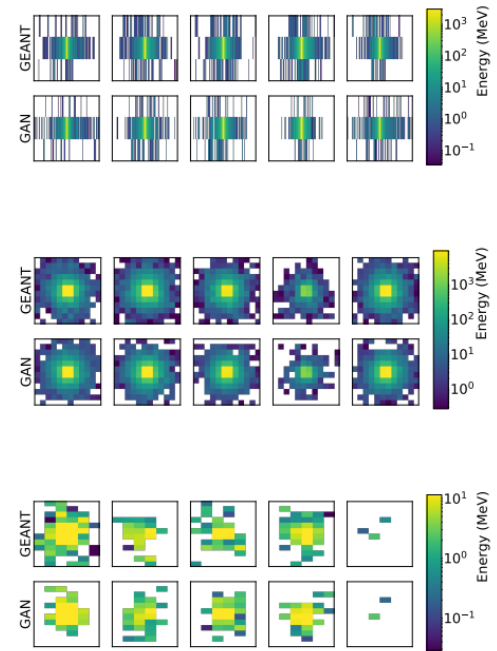 GEANT
GAN
10³
10²
10¹
10⁰
10⁻¹
Energy (MeV)
GEANT
GAN
10³
10²
10¹
10⁰
Energy (MeV)
GEANT
GAN
10¹
10⁰
10⁻¹
Energy (MeV)